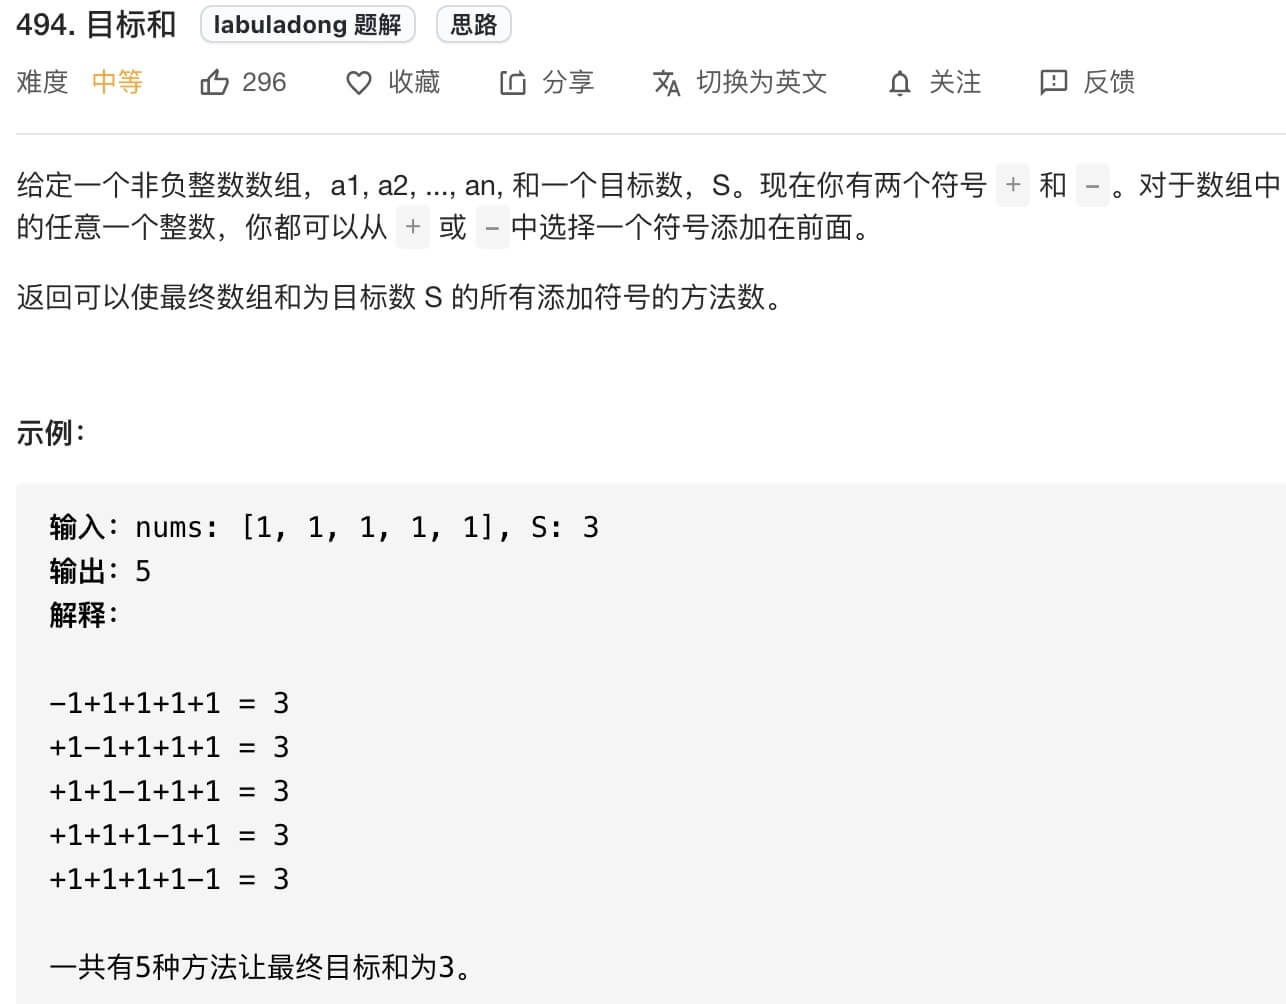 494. 目标和 labuladong 题解 思路
难度 中等 296 收藏 分享 切换为英文 关注 反馈
给定一个非负整数数组，a1, a2, ..., an, 和一个目标数，S。现在你有两个符号 + 和 -。对于数组中
的任意一个整数，你都可以从 + 或 -中选择一个符号添加在前面。
返回可以使最终数组和为目标数 S 的所有添加符号的方法数。
示例：
输入：nums: [1, 1, 1, 1, 1], S: 3
输出：5
解释：
-1+1+1+1+1 = 3
+1-1+1+1+1 = 3
+1+1-1+1+1 = 3
+1+1+1-1+1 = 3
+1+1+1+1-1 = 3
一共有5种方法让最终目标和为3。